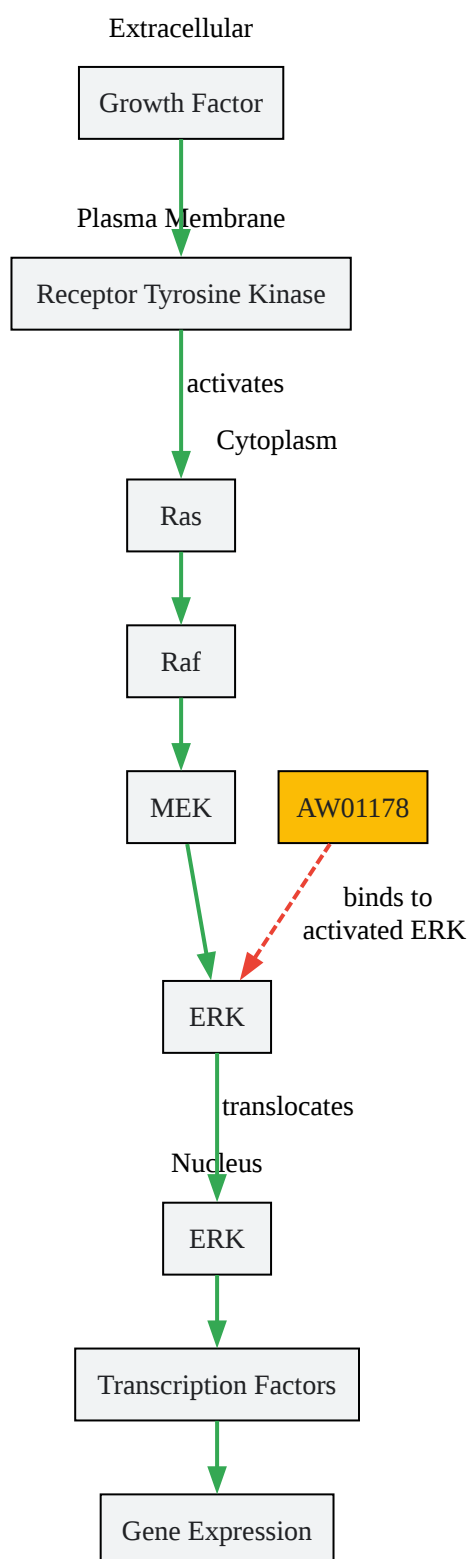 Extracellular
Growth Factor
Plasma Membrane
Receptor Tyrosine Kinase
activates
Cytoplasm
Ras
Raf
MEK
AW01178
binds to
activated ERK
ERK
translocates
Nucleus
ERK
Transcription Factors
Gene Expression